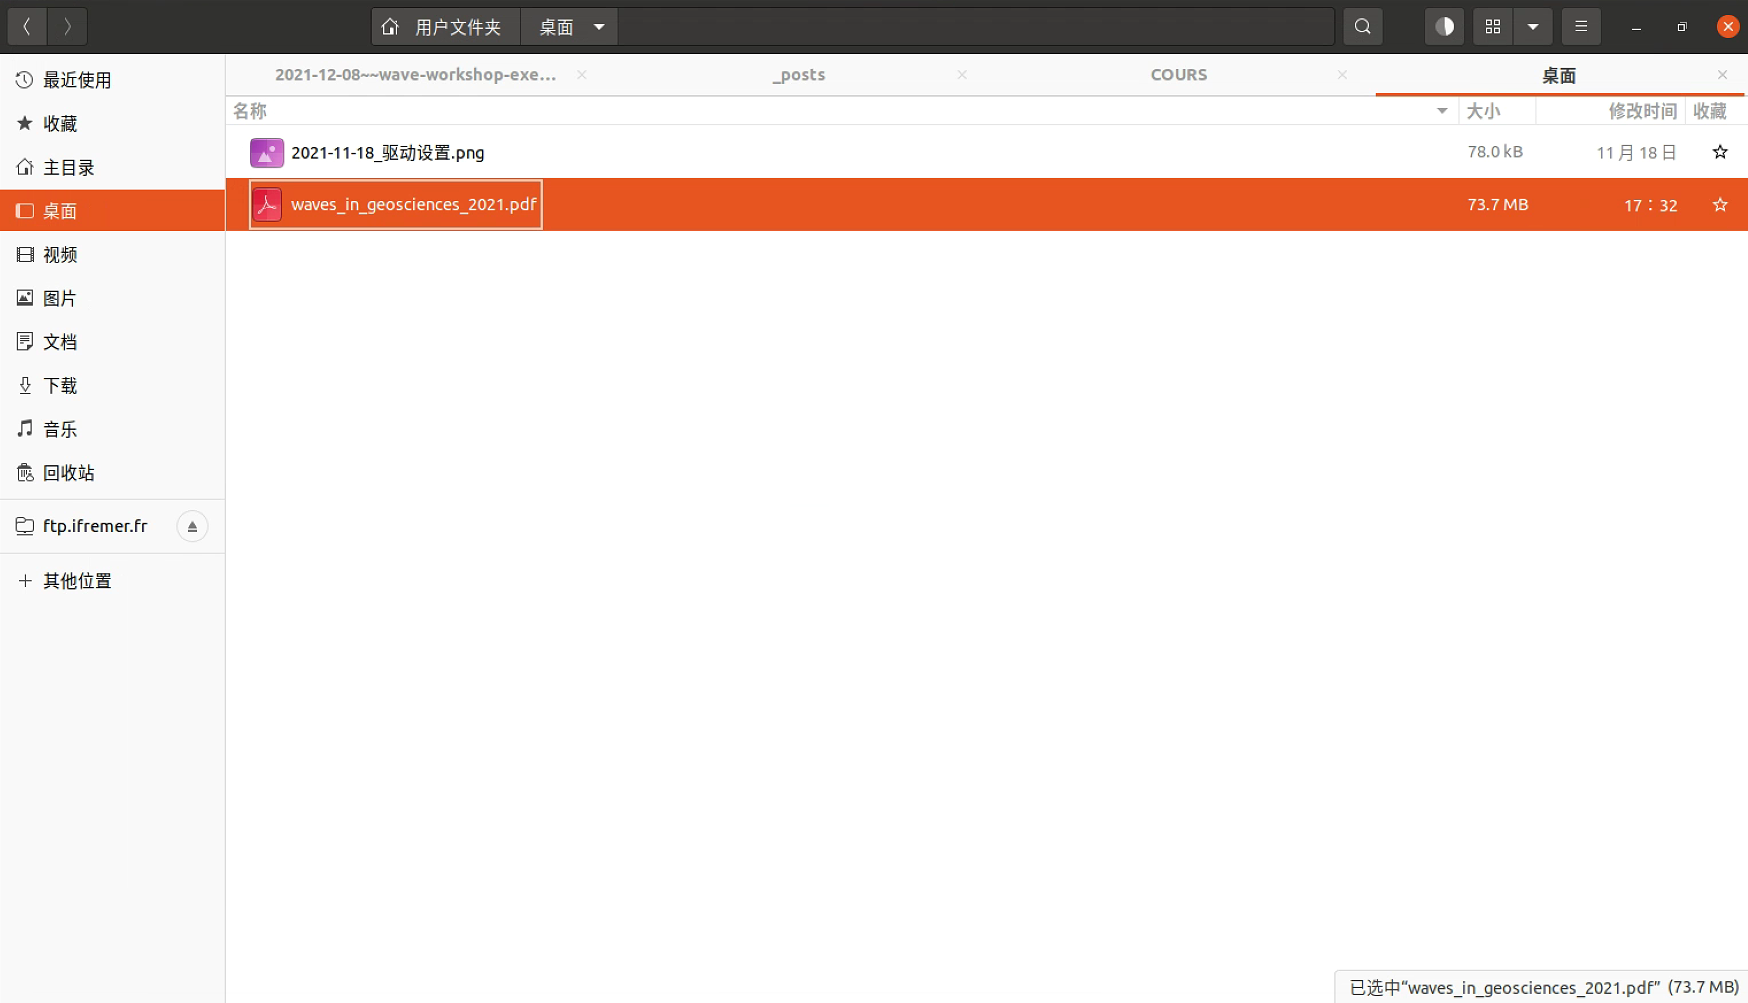 用户文件夹 桌面
最近使用
收藏
主目录
桌面
视频
图片
文档
下载
音乐
回收站
ftp.ifremer.fr
其他位置
2021-12-08~~wave-workshop-exe... _posts COURS 桌面
名称 大小 修改时间 收藏
2021-11-18_驱动设置.png 78.0 kB 11 月 18 日
waves_in_geosciences_2021.pdf 73.7 MB 17：32
已选中“waves_in_geosciences_2021.pdf” (73.7 MB)